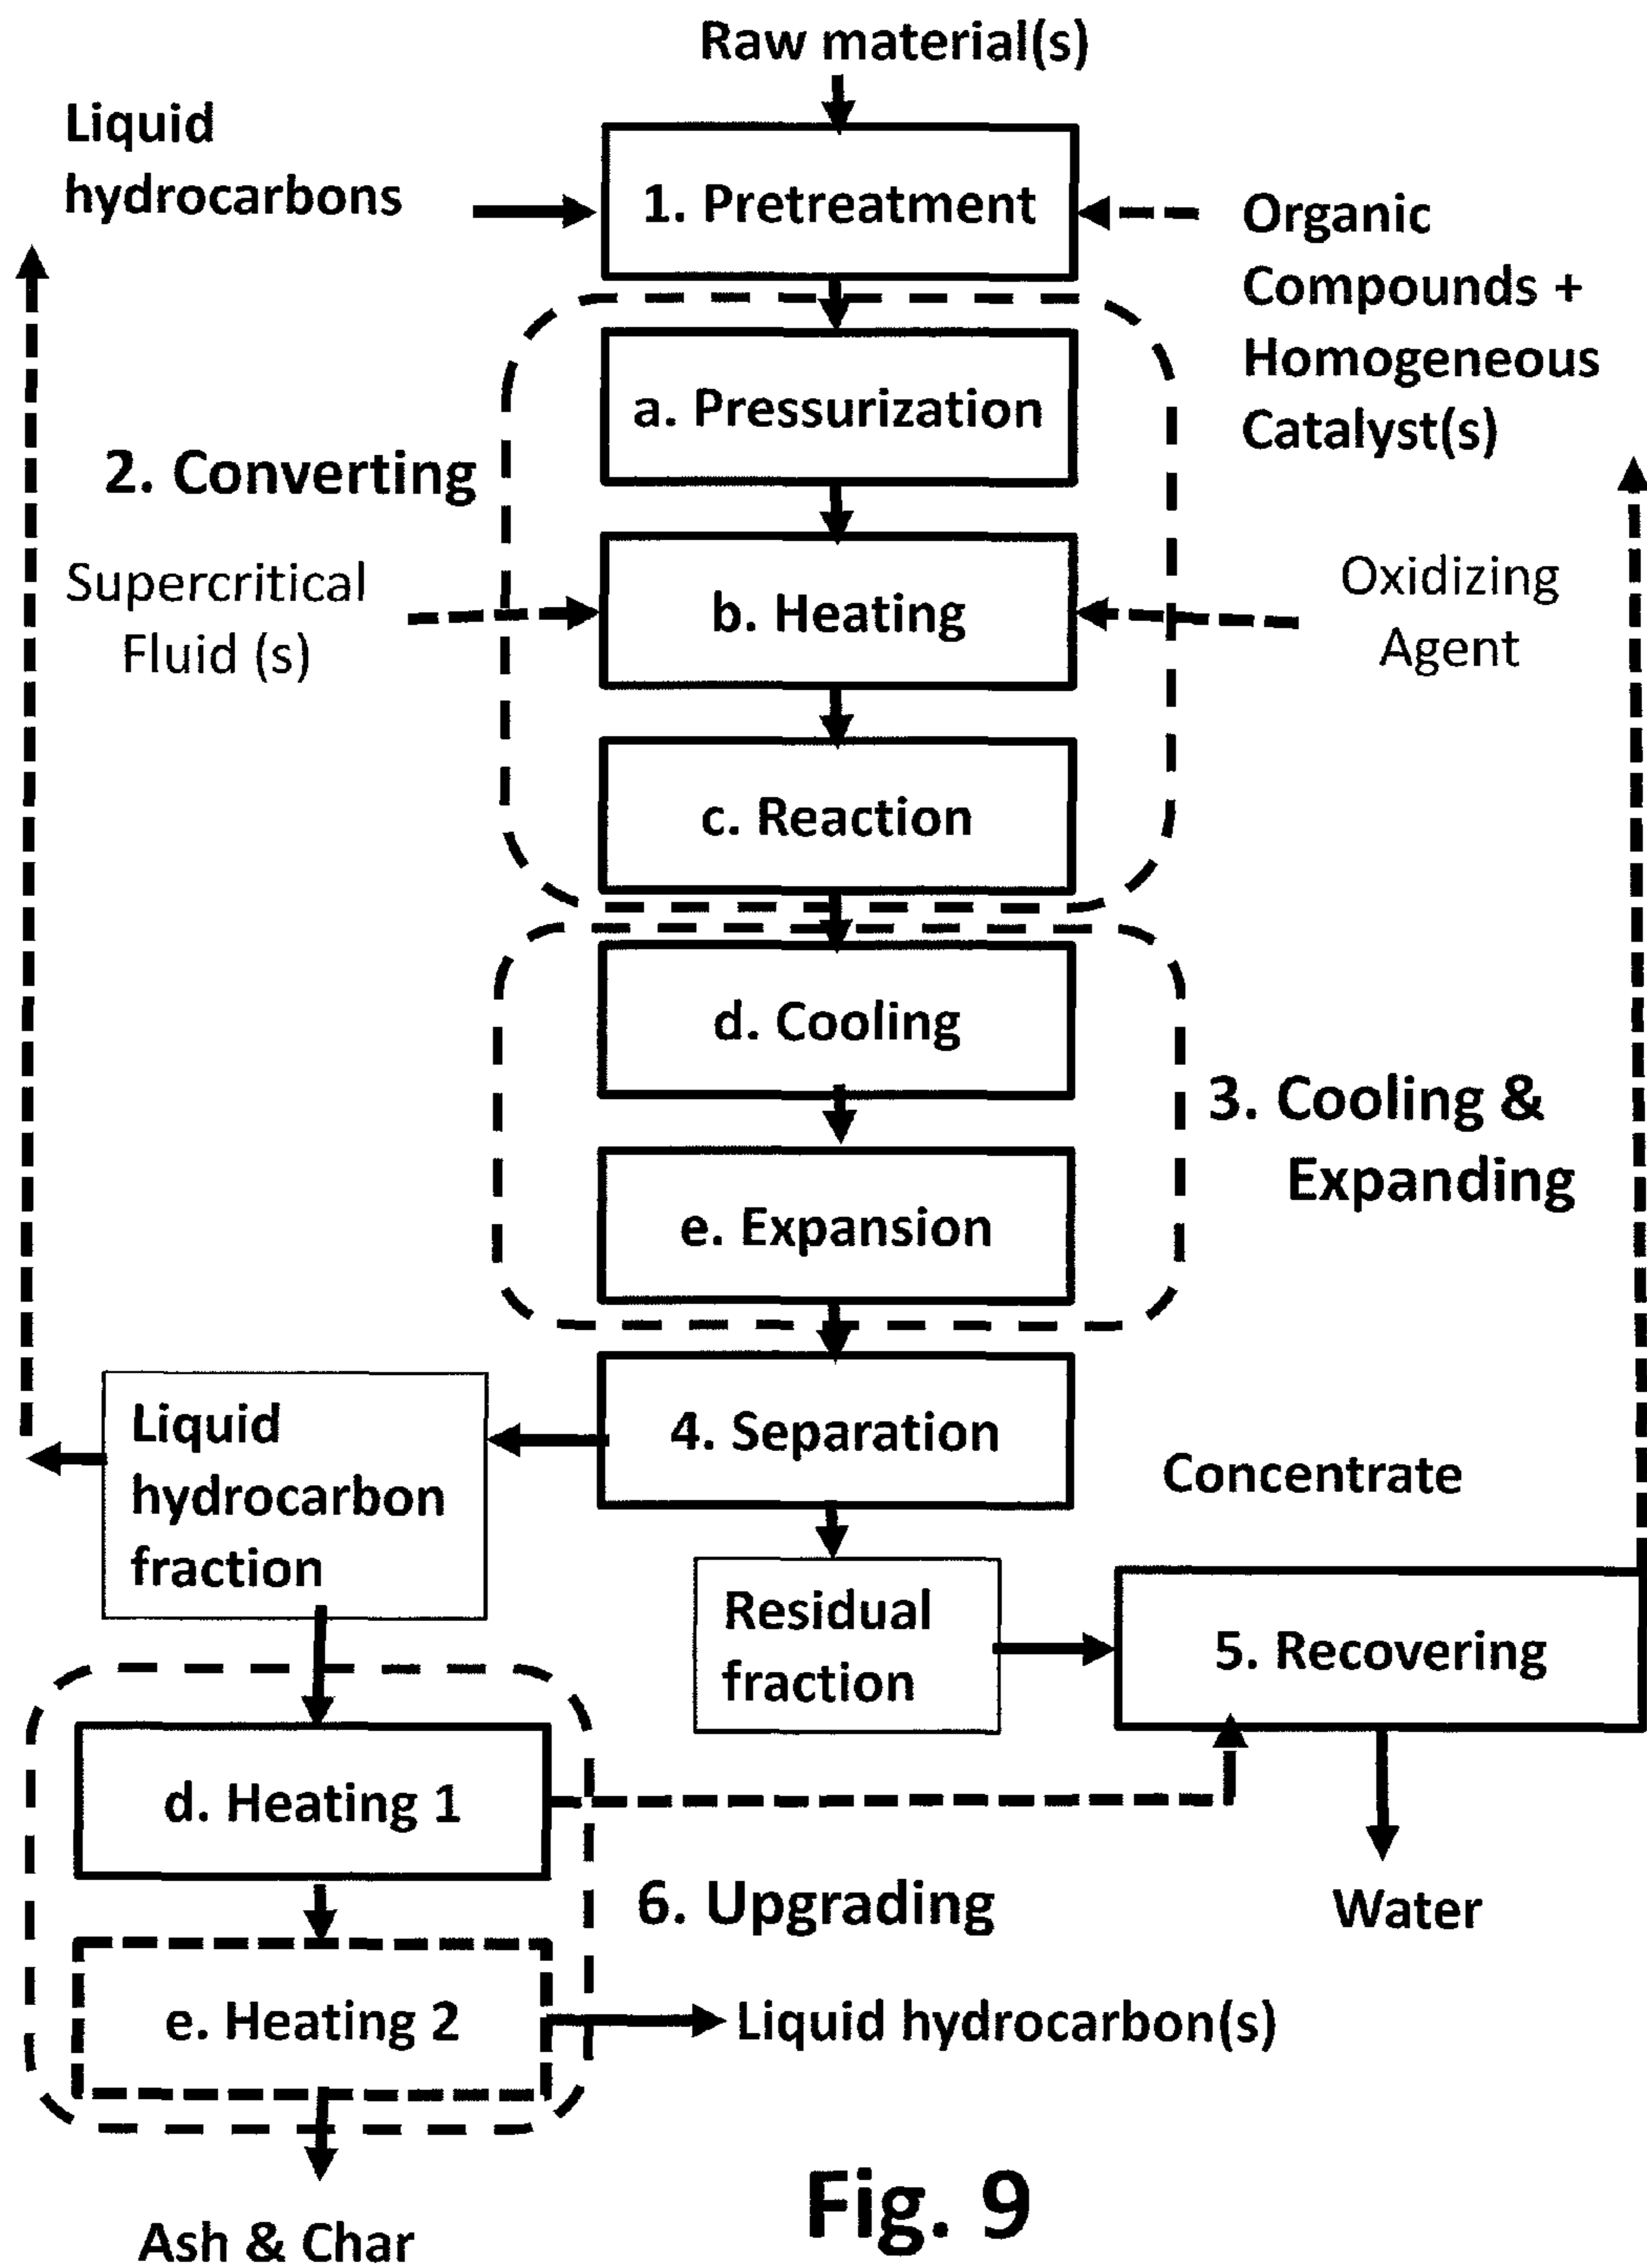 Raw material(s)
Liquid
hydrocarbons
1. Pretreatment
Organic
Compounds +
Homogeneous
Catalyst(s)
a. Pressurization
2. Converting
Supercritical
Fluid (s)
b. Heating
Oxidizing
Agent
c. Reaction
d. Cooling
3. Cooling &
Expanding
e. Expansion
Liquid
hydrocarbon
fraction
4. Separation
Concentrate
Residual
fraction
5. Recovering
d. Heating 1
6. Upgrading
Water
e. Heating 2
Liquid hydrocarbon(s)
Ash & Char
Fig. 9